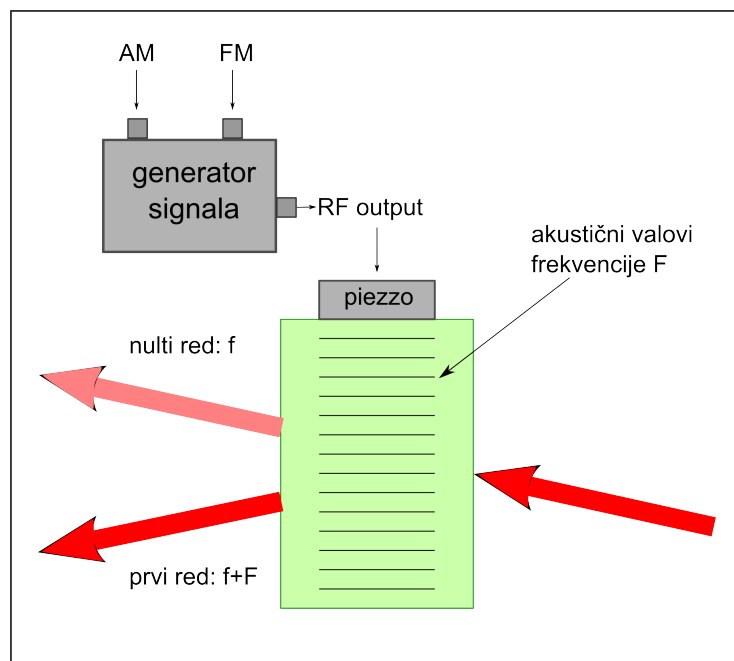 AM
FM
generator
signala
RF output
akustični valovi
frekvencije F
piezzo
nulti red: f
prvi red: f+F